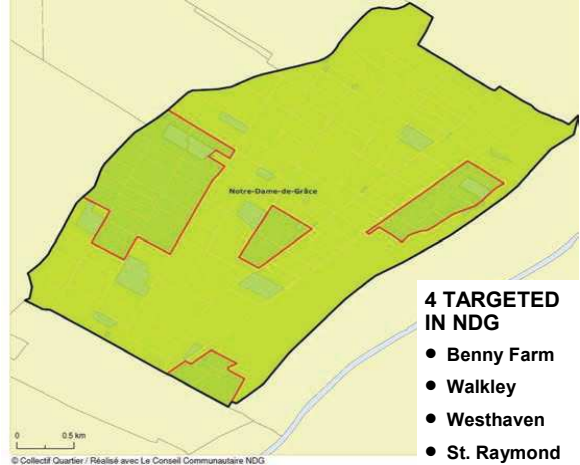 Notre-Dame-de-Grâce
4 TARGETED
IN NDG
● Benny Farm
● Walkley
● Westhaven
● St. Raymond
0 0.5 km
© Collectif Quartier / Réalisé avec Le Conseil Communautaire NDG